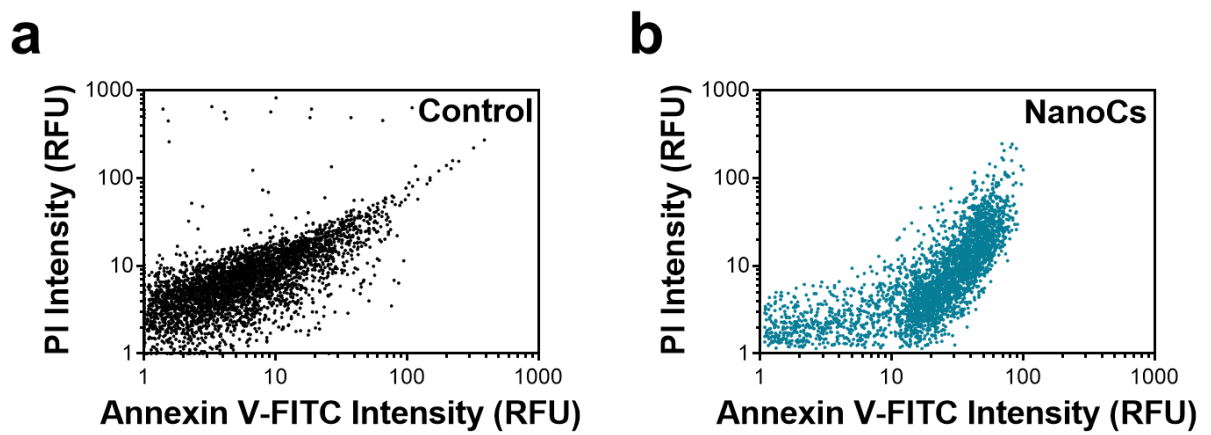 a
Control
PI Intensity (RFU)
1000
100
10
1
1 10 100 1000
Annexin V-FITC Intensity (RFU)
b
NanoCs
PI Intensity (RFU)
1000
100
10
1
1 10 100 1000
Annexin V-FITC Intensity (RFU)